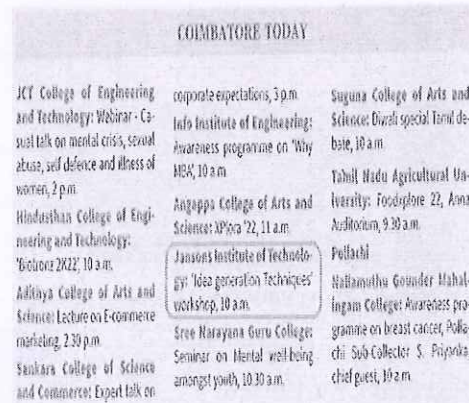 COIMBATORE TODAY
JCT College of Engineering
and Technology: Webinar - Ca-
sual talk on mental crisis, sexual
abuse, self defence and illness of
women, 2 p.m.
Hindusthan College of Engi-
neering and Technology:
2K22', 10 a.m.
Adithya College of Arts and
Science: Lecture on E-commerce
marketing, 2.30 p.m.
Sankara College of Science
and Commerce: Expert talk on
corporate expectations, 3 p.m.
Info Institute of Engineering:
Awareness programme on 'Why
MBA', 10 a.m.
Angappa College of Arts and
Science: XPlora '22, 11 a.m.
Jansons Institute of Technolo-
gy: 'Idea generation Techniques'
workshop, 10 a.m.
Sree Narayana Guru College:
Seminar on Mental well-being
amongst youth, 10.30 a.m.
Suguna College of Arts and
Science: Diwali special Tamil de-
bate, 10 a.m.
Tamil Nadu Agricultural Un-
iversity: Foodxplore 22, Anna
Auditorium, 9.30 a.m.
Pollachi
Nallamuthu Gounder Mahal-
ingam College: Awareness pro-
gramme on breast cancer, Polla-
chi Sub-Collector S. Priyanka
chief guest, 10 a.m.